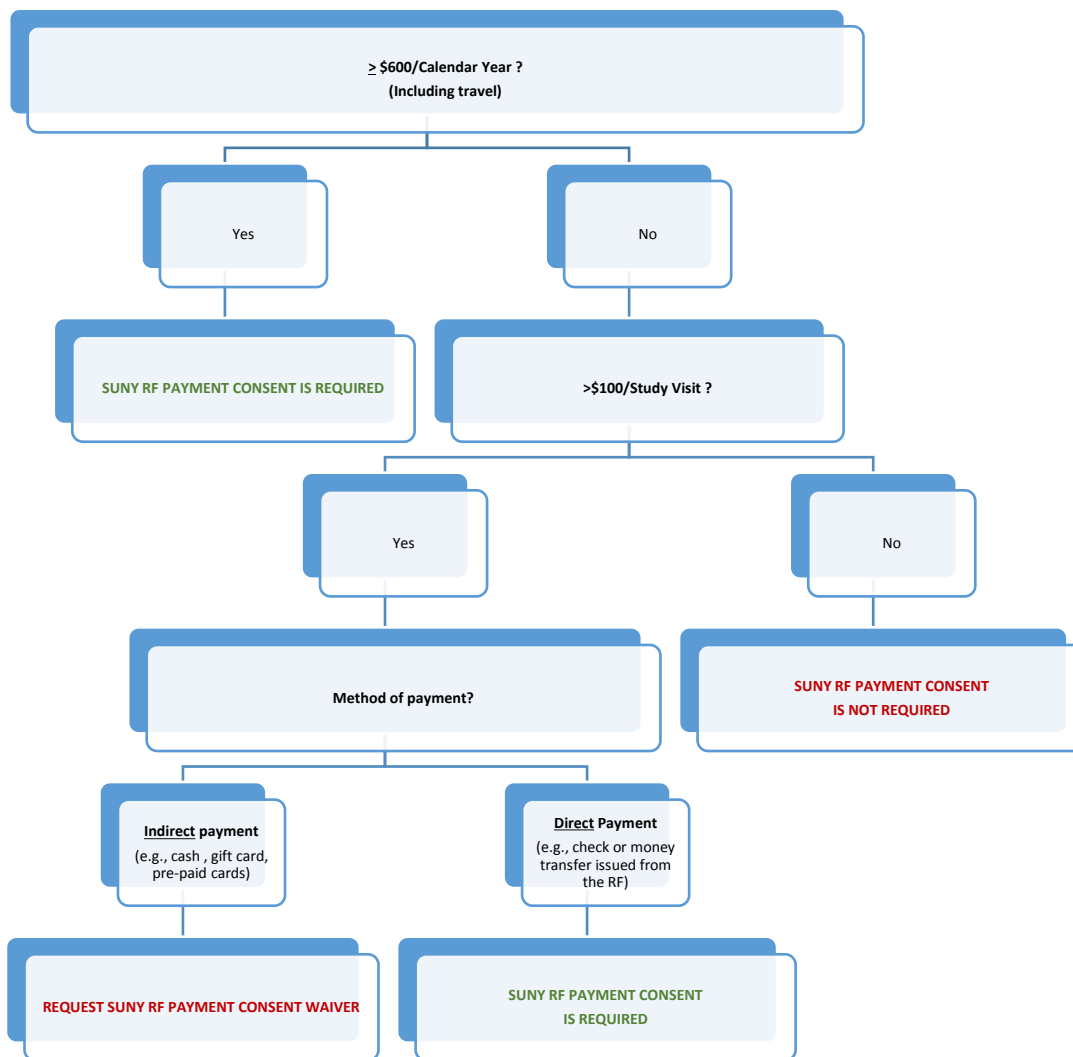 > $600/Calendar Year ?
(Including travel)
Yes
No
SUNY RF PAYMENT CONSENT IS REQUIRED
>$100/Study Visit ?
Yes
No
Method of payment?
SUNY RF PAYMENT CONSENT
IS NOT REQUIRED
Indirect payment
(e.g., cash , gift card,
pre-paid cards)
Direct Payment
(e.g., check or money
transfer issued from
the RF)
REQUEST SUNY RF PAYMENT CONSENT WAIVER
SUNY RF PAYMENT CONSENT
IS REQUIRED